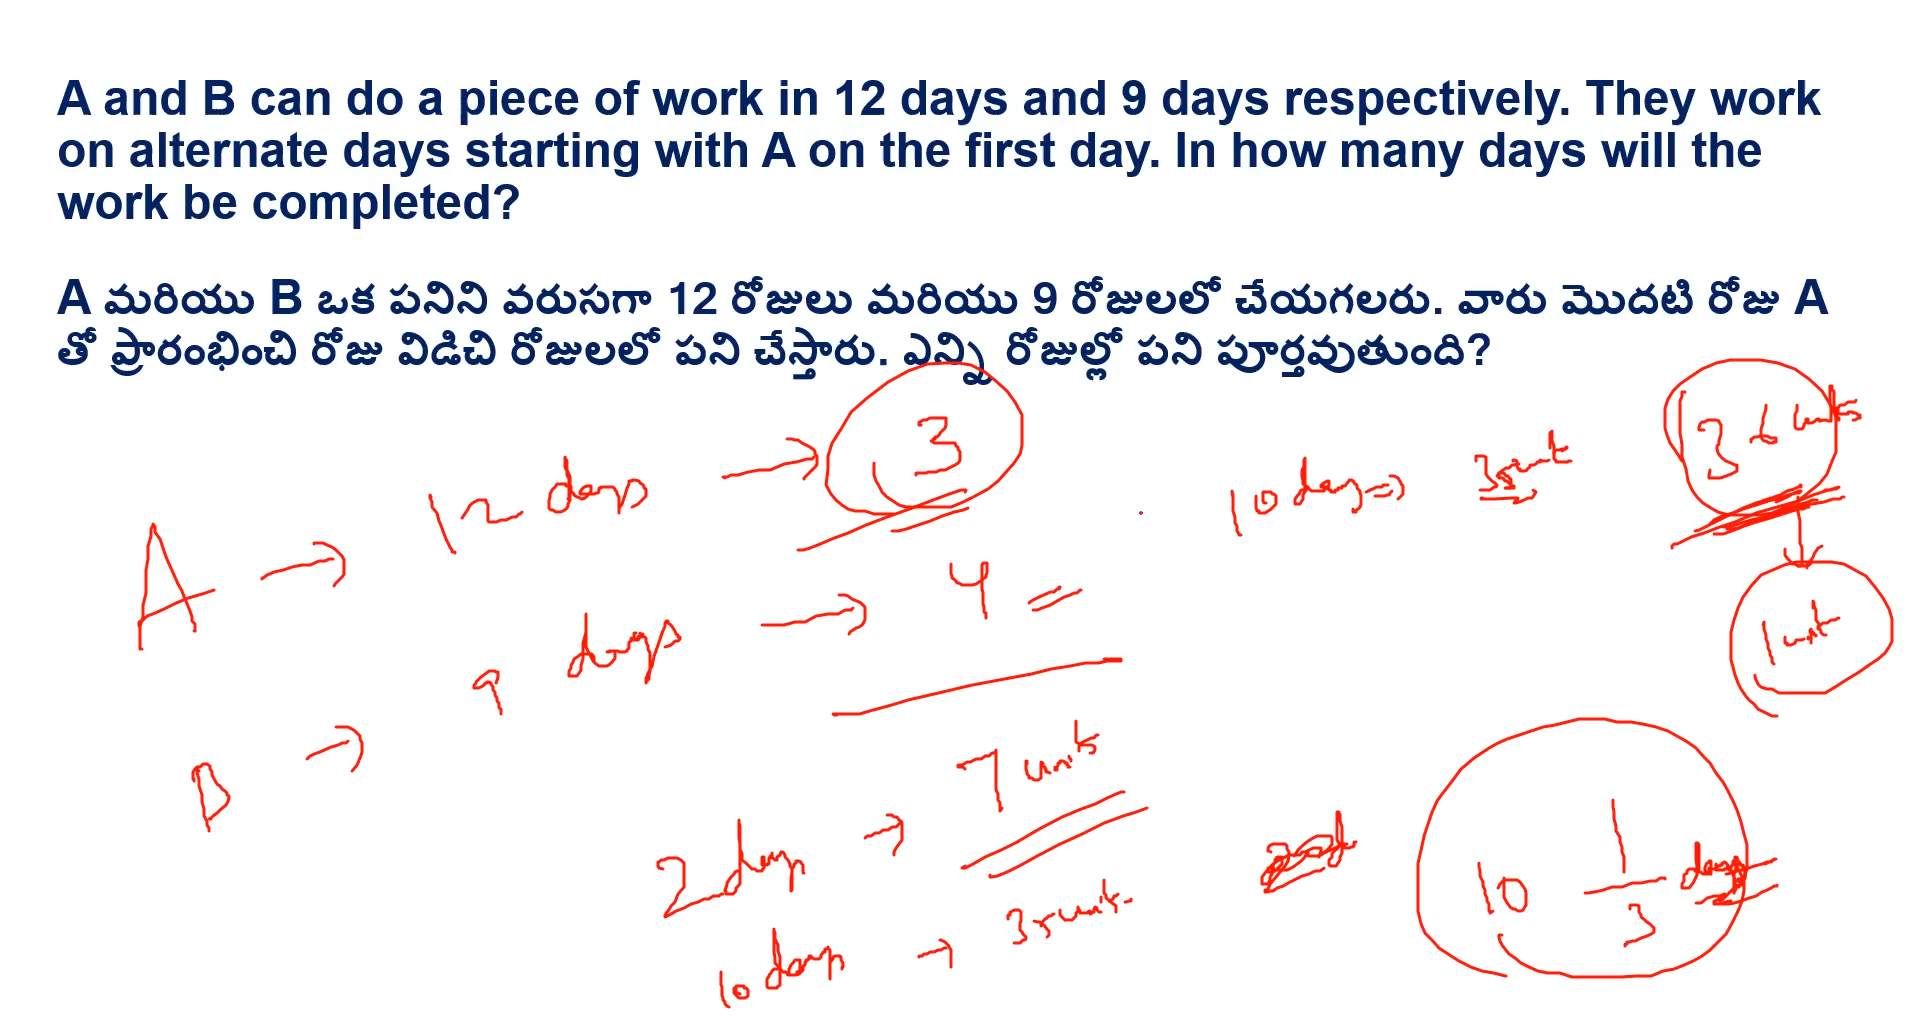 A and B can do a piece of work in 12 days and 9 days respectively. They work
on alternate days starting with A on the first day. In how many days will the
work be completed?
A మరియు B ఒక పనిని వరుసగా 12 రోజులు మరియు 9 రోజులలో చేయగలరు. వారు మొదటి రోజు A
తో ప్రారంభించి రోజు విడిచి రోజులలో పని చేస్తారు. ఎన్ని రోజుల్లో పని పూర్తవుతుంది?
A → 12 days → 3
10 days ⇒ 35 unit
36 units
1 unit
B → 9 days → 4
7 units
2 days →
10 days → 35 units
10 1/3 days